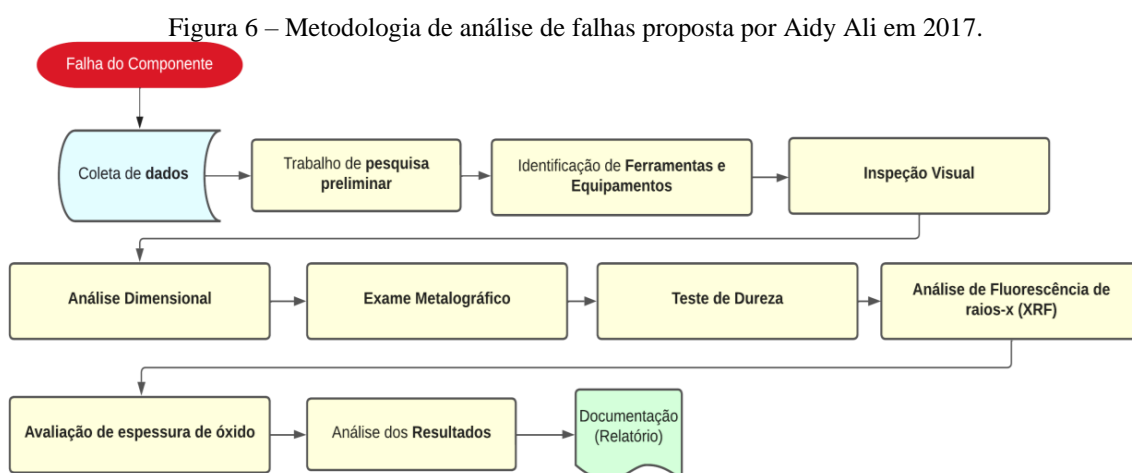 Figura 6 – Metodologia de análise de falhas proposta por Aidy Ali em 2017.
Falha do Componente
Coleta de dados
Trabalho de pesquisa
preliminar
Identificação de Ferramentas e
Equipamentos
Inspeção Visual
Análise Dimensional
Exame Metalográfico
Teste de Dureza
Análise de Fluorescência de
raios-x (XRF)
Avaliação de espessura de óxido
Análise dos Resultados
Documentação
(Relatório)